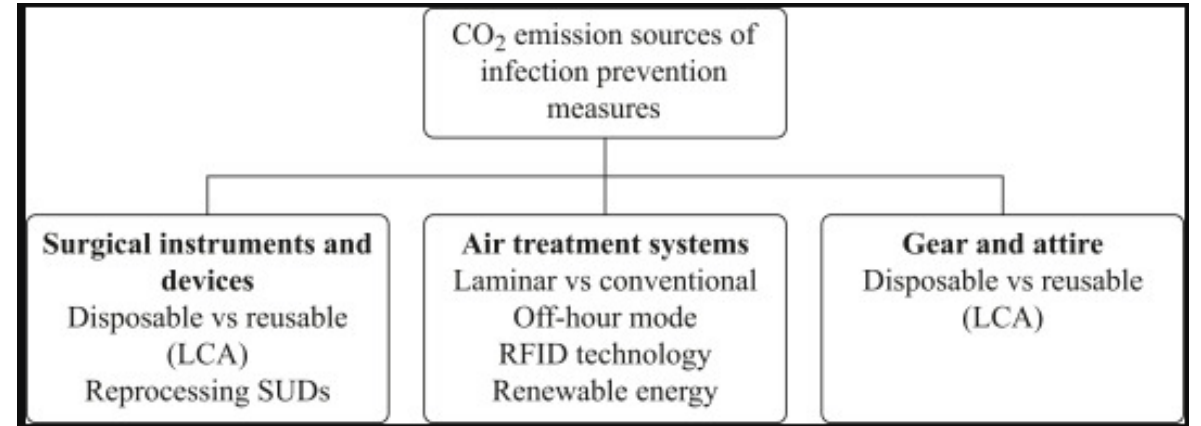 CO₂ emission sources of
infection prevention
measures
Surgical instruments and
devices
Disposable vs reusable
(LCA)
Reprocessing SUDs
Air treatment systems
Laminar vs conventional
Off-hour mode
RFID technology
Renewable energy
Gear and attire
Disposable vs reusable
(LCA)